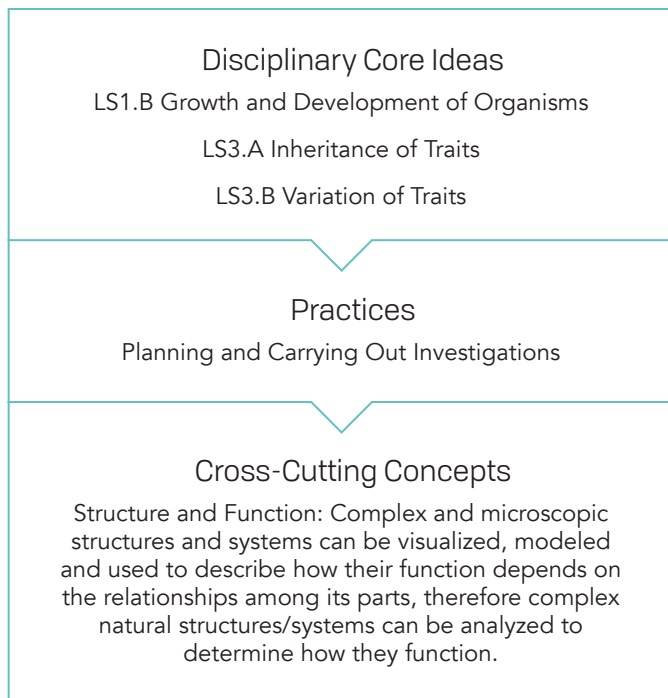 Disciplinary Core Ideas
LS1.B Growth and Development of Organisms
LS3.A Inheritance of Traits
LS3.B Variation of Traits
Practices
Planning and Carrying Out Investigations
Cross-Cutting Concepts
Structure and Function: Complex and microscopic
structures and systems can be visualized, modeled
and used to describe how their function depends on
the relationships among its parts, therefore complex
natural structures/systems can be analyzed to
determine how they function.